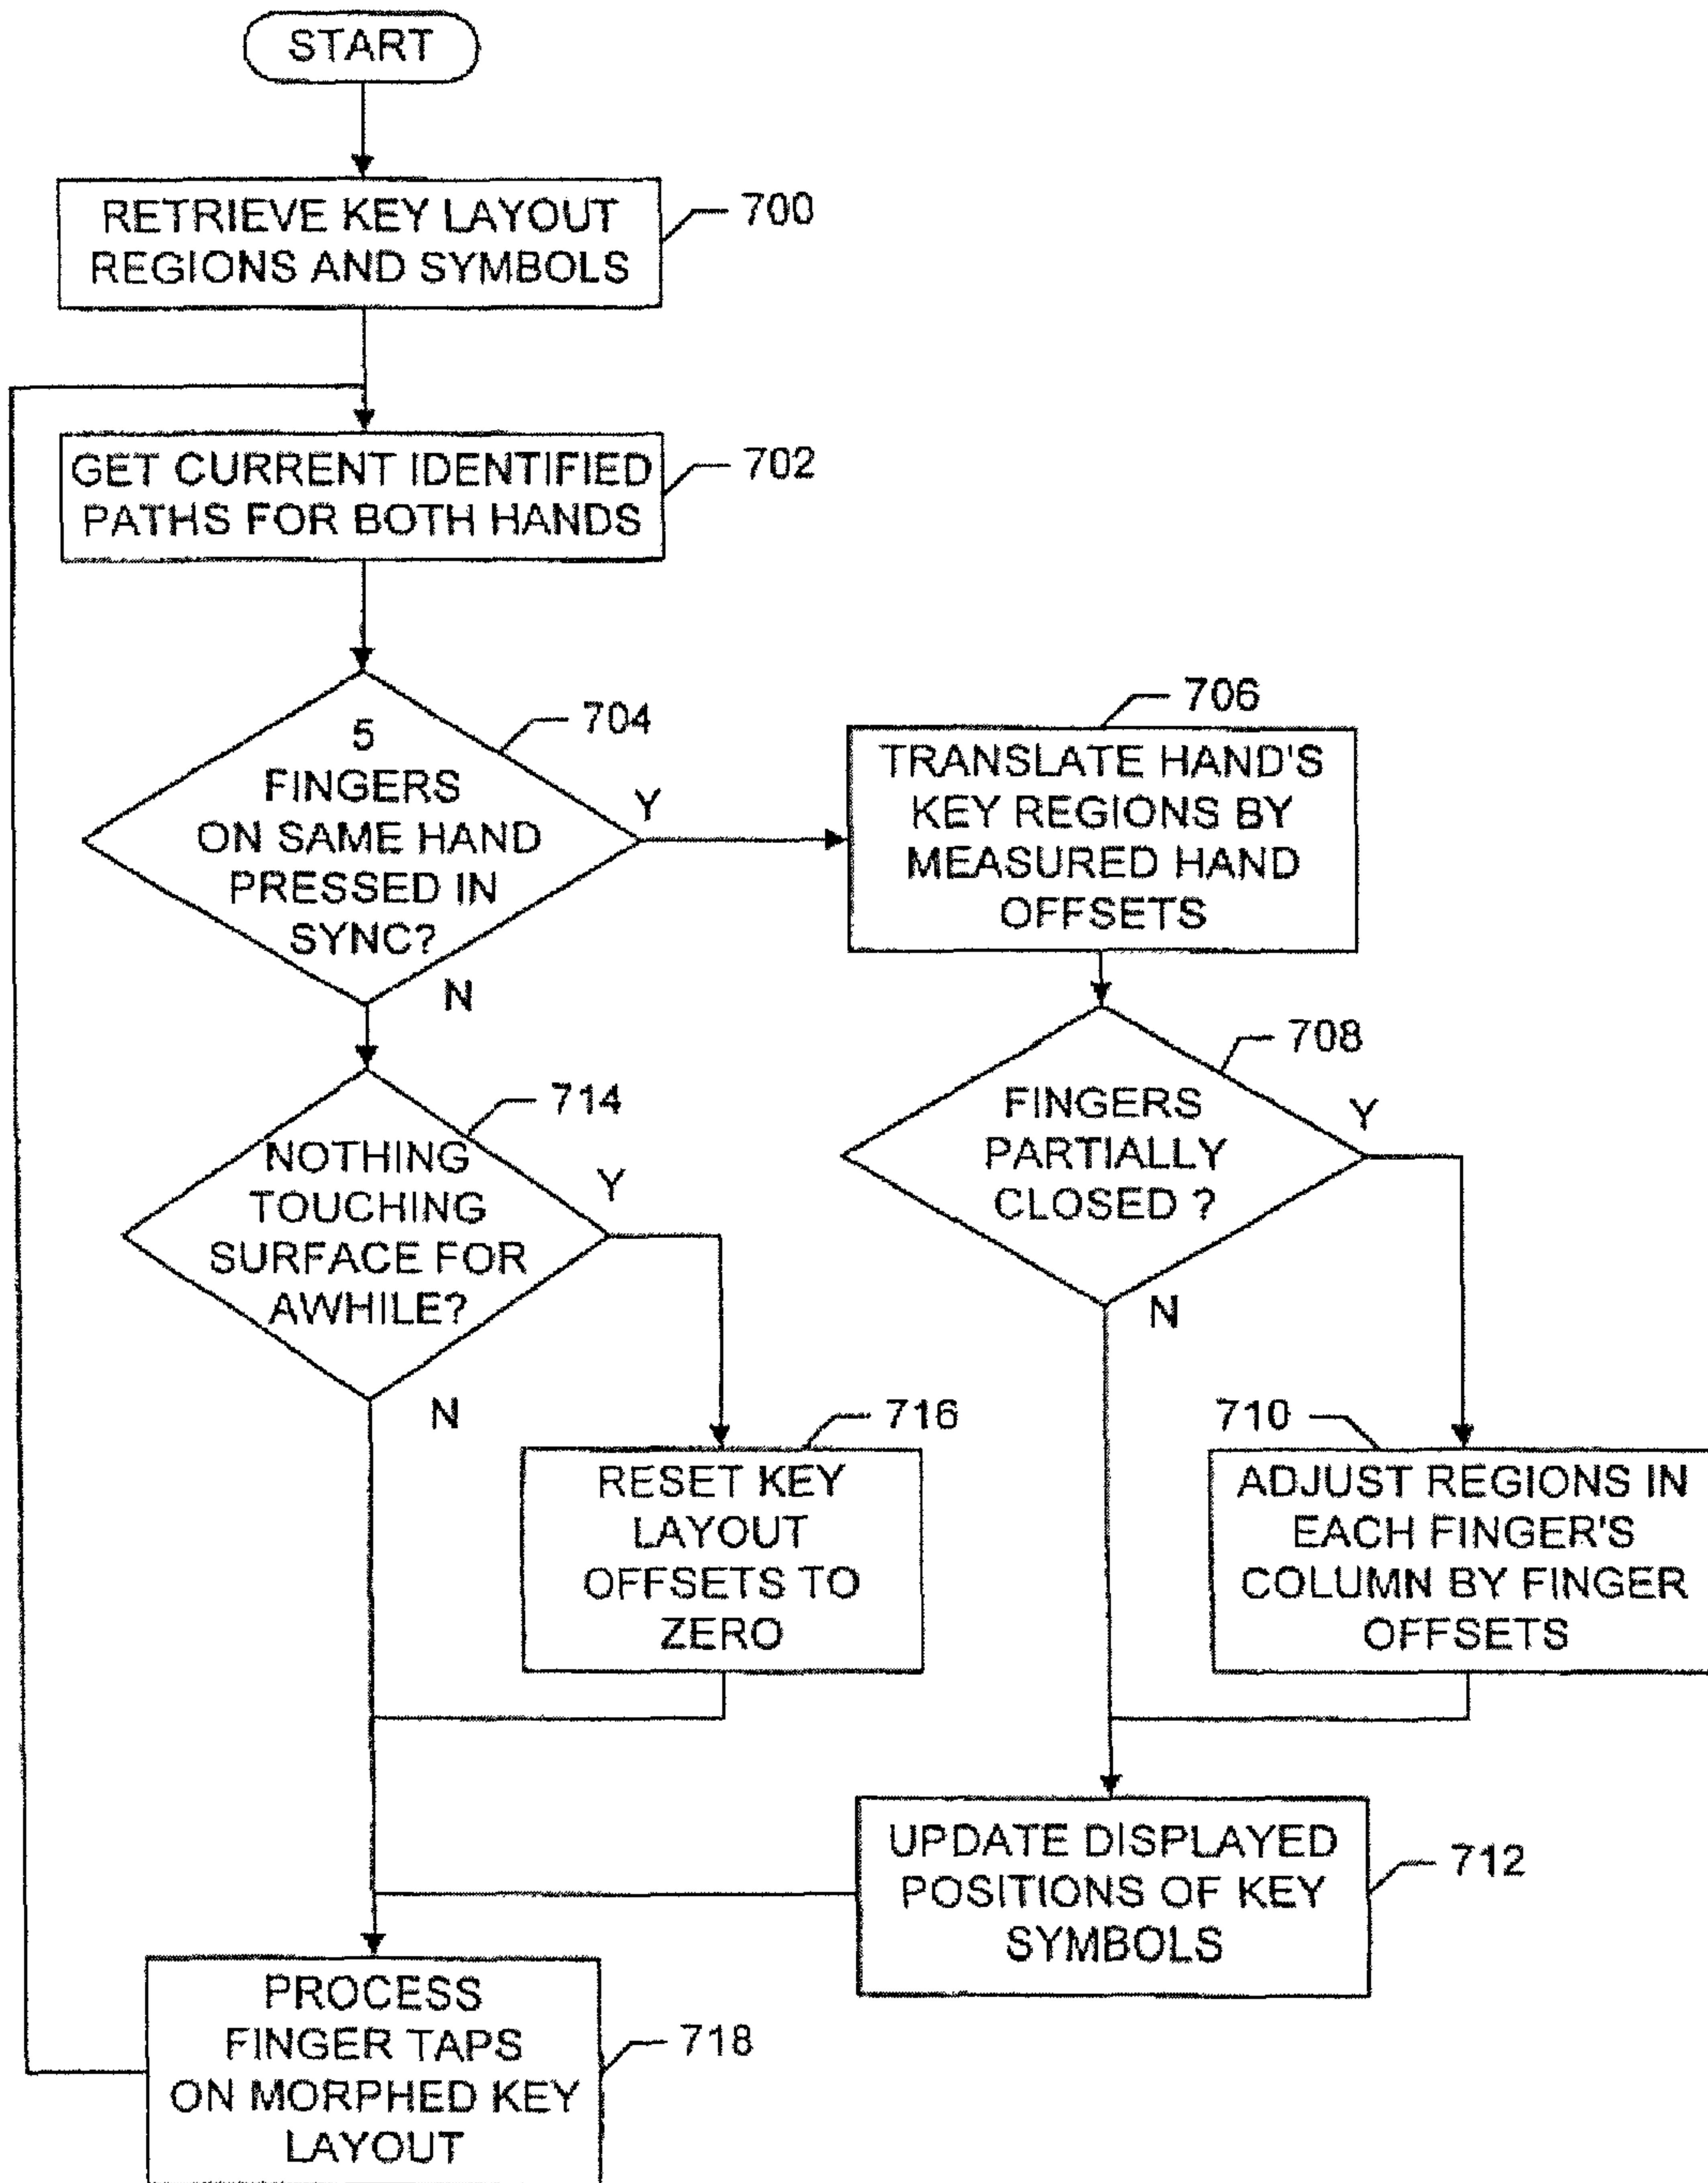 START
RETRIEVE KEY LAYOUT
REGIONS AND SYMBOLS
700
GET CURRENT IDENTIFIED
PATHS FOR BOTH HANDS
702
5
FINGERS
ON SAME HAND
PRESSED IN
SYNC?
704
Y
N
706
TRANSLATE HAND'S
KEY REGIONS BY
MEASURED HAND
OFFSETS
708
FINGERS
PARTIALLY
CLOSED ?
Y
N
714
NOTHING
TOUCHING
SURFACE FOR
AWHILE?
Y
N
716
RESET KEY
LAYOUT
OFFSETS TO
ZERO
710
ADJUST REGIONS IN
EACH FINGER'S
COLUMN BY FINGER
OFFSETS
UPDATE DISPLAYED
POSITIONS OF KEY
SYMBOLS
712
PROCESS
FINGER TAPS
ON MORPHED KEY
LAYOUT
718